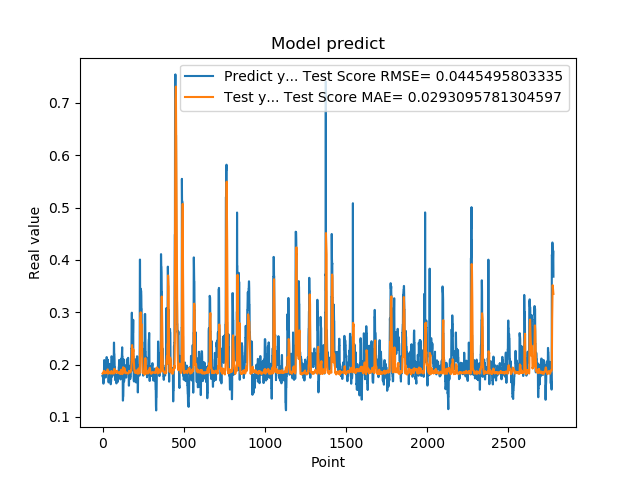 Model predict
Predict y... Test Score RMSE= 0.0445495803335
Test y... Test Score MAE= 0.0293095781304597
0.7
0.6
0.5
0.4
0.3
0.2
0.1
Real value
0 500 1000 1500 2000 2500
Point